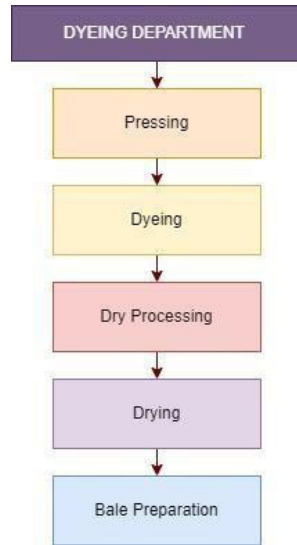 DYEING DEPARTMENT
Pressing
Dyeing
Dry Processing
Drying
Bale Preparation